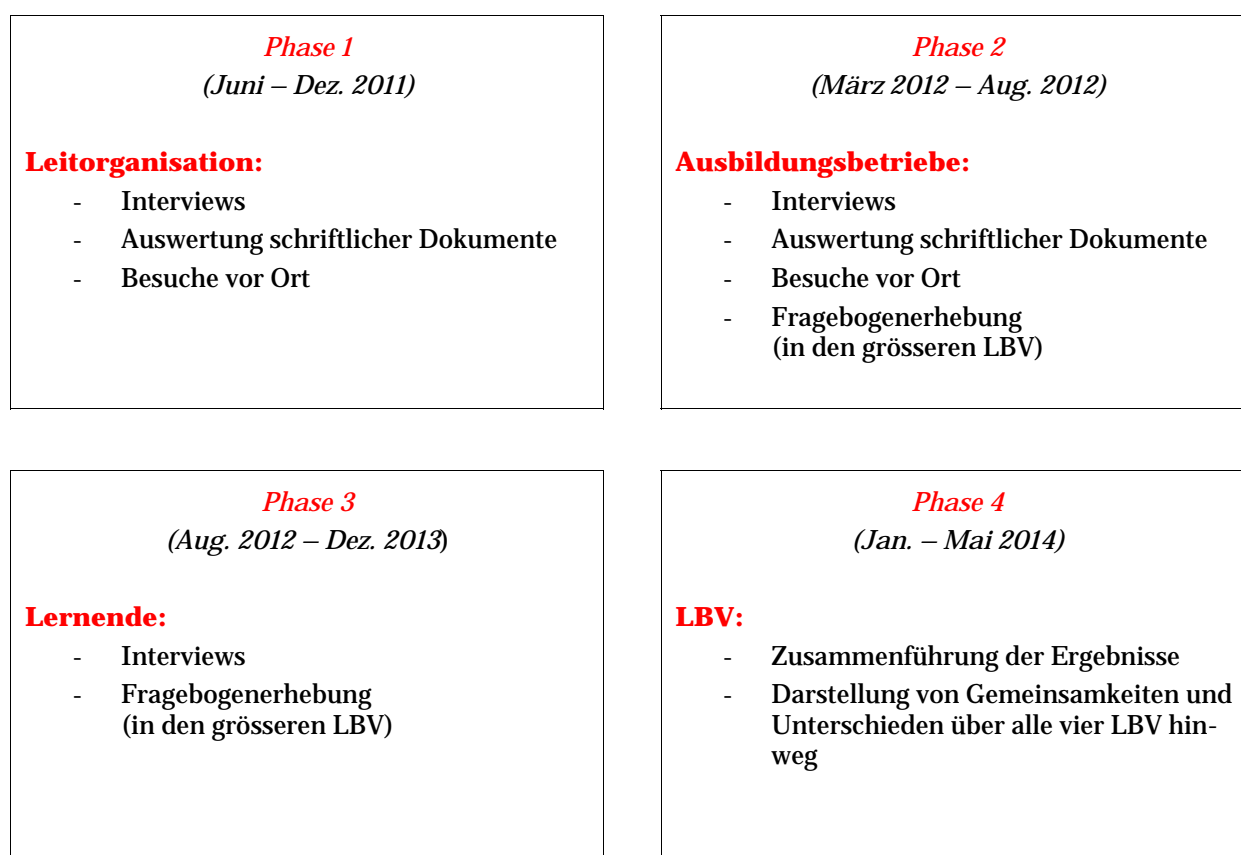 Phase 1
(Juni – Dez. 2011)
Leitorganisation:
- Interviews
- Auswertung schriftlicher Dokumente
- Besuche vor Ort
Phase 2
(März 2012 – Aug. 2012)
Ausbildungsbetriebe:
- Interviews
- Auswertung schriftlicher Dokumente
- Besuche vor Ort
- Fragebogenerhebung
(in den grösseren LBV)
Phase 3
(Aug. 2012 – Dez. 2013)
Lernende:
- Interviews
- Fragebogenerhebung
(in den grösseren LBV)
Phase 4
(Jan. – Mai 2014)
LBV:
- Zusammenführung der Ergebnisse
- Darstellung von Gemeinsamkeiten und
Unterschieden über alle vier LBV hin-
weg